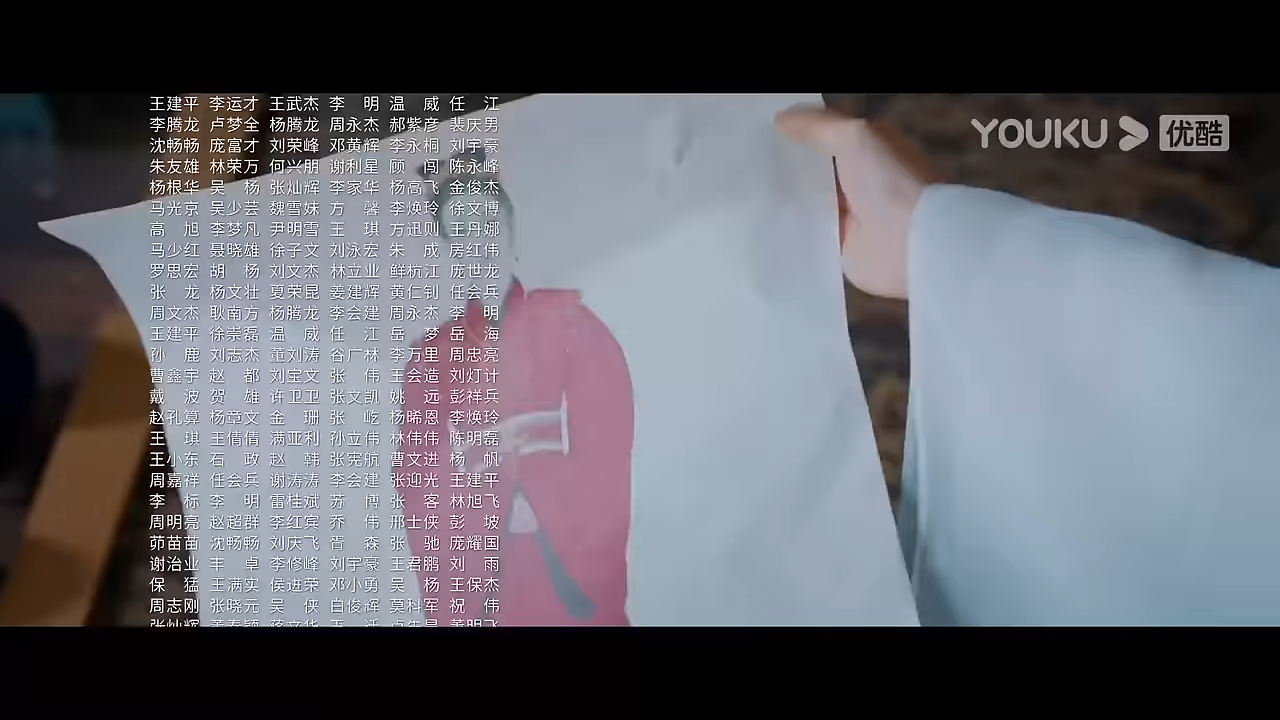 王建平 李运才 王武杰 李　明 温　威 任　江
李腾龙 卢梦全 杨腾龙 周永杰 郝紫彦 裴庆男
YOUKU 优酷
沈畅畅 庞富才 刘荣峰 邓黄辉 李永桐 刘宇豪
朱友雄 林荣万 何兴朋 谢利星 顾　闯 陈永峰
杨根华 吴　杨 张灿辉 李家华 杨高飞 金俊杰
马光京 吴少芸 魏雪妹 方　馨 李焕玲 徐文博
高　旭 李梦凡 尹明雪 王　琪 方迅则 王丹娜
马少红 聂晓雄 徐子文 刘永宏 朱　成 房红伟
罗思宏 胡　杨 刘文杰 林立业 鲜杭江 庞世龙
张　龙 杨文壮 夏荣昆 姜建辉 黄仁钊 任会兵
周文杰 耿南方 杨腾龙 李会建 周永杰 李　明
王建平 徐崇磊 温　威 任　江 岳　梦 岳　海
孙　鹿 刘志杰 董刘涛 谷广林 李万里 周忠亮
曹鑫宇 赵　都 刘宝文 张　伟 王会造 刘灯计
戴　波 贺　雄 许卫卫 张文凯 姚　远 彭祥兵
赵孔算 杨章文 金　珊 张　屹 杨晞恩 李焕玲
王　琪 王倩倩 满亚利 孙立伟 林伟伟 陈明磊
王小东 石　政 赵　韩 张宪航 曹文进 杨　帆
周嘉祥 任会兵 谢涛涛 李会建 张迎光 王建平
李　标 李　明 雷桂斌 苏　博 张　客 林旭飞
周明亮 赵超群 李红宾 乔　伟 邢士侠 彭　坡
茆苗苗 沈畅畅 刘庆飞 胥　森 张　驰 庞耀国
谢治业 丰　卓 李修峰 刘宇豪 王君鹏 刘　雨
保　猛 王满实 侯进荣 邓小勇 吴　杨 王保杰
周志刚 张晓元 吴　侠 白俊辉 莫科军 祝　伟